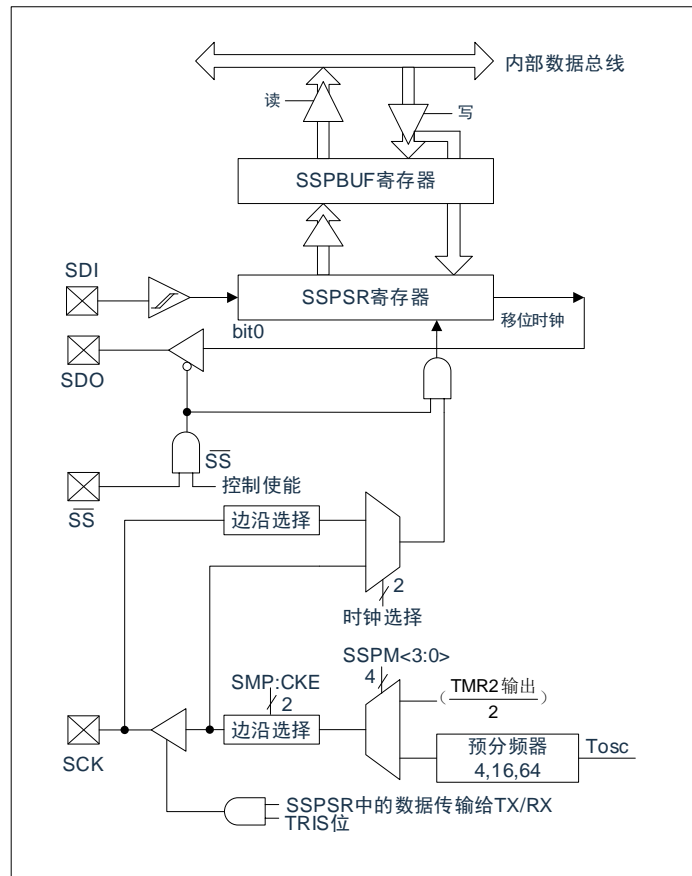 内部数据总线
读
写
SSPBUF寄存器
SDI
SSPSR寄存器
bit0
移位时钟
SDO
SS
控制使能
SS
边沿选择
2
时钟选择
SSPM<3:0>
4
SMP:CKE
2
(TMR2输出/2)
边沿选择
预分频器
4,16,64
Tosc
SCK
SSPSR中的数据传输给TX/RX
TRIS位